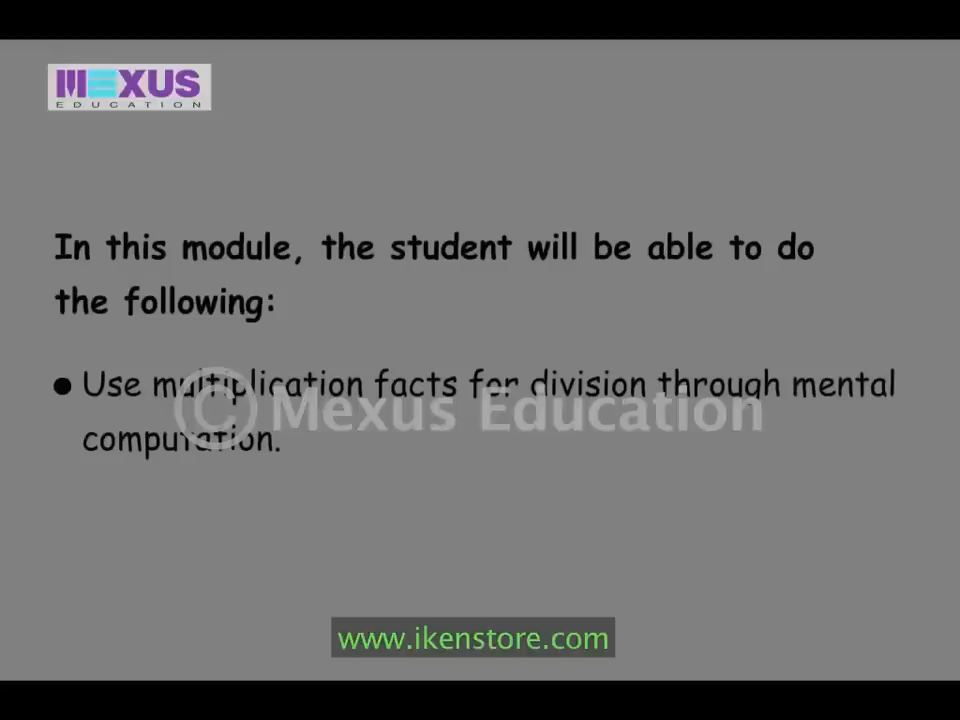 MEXUS
EDUCATION
In this module, the student will be able to do
the following:
● Use multiplication facts for division through mental
© Mexus Education
computation.
www.ikenstore.com